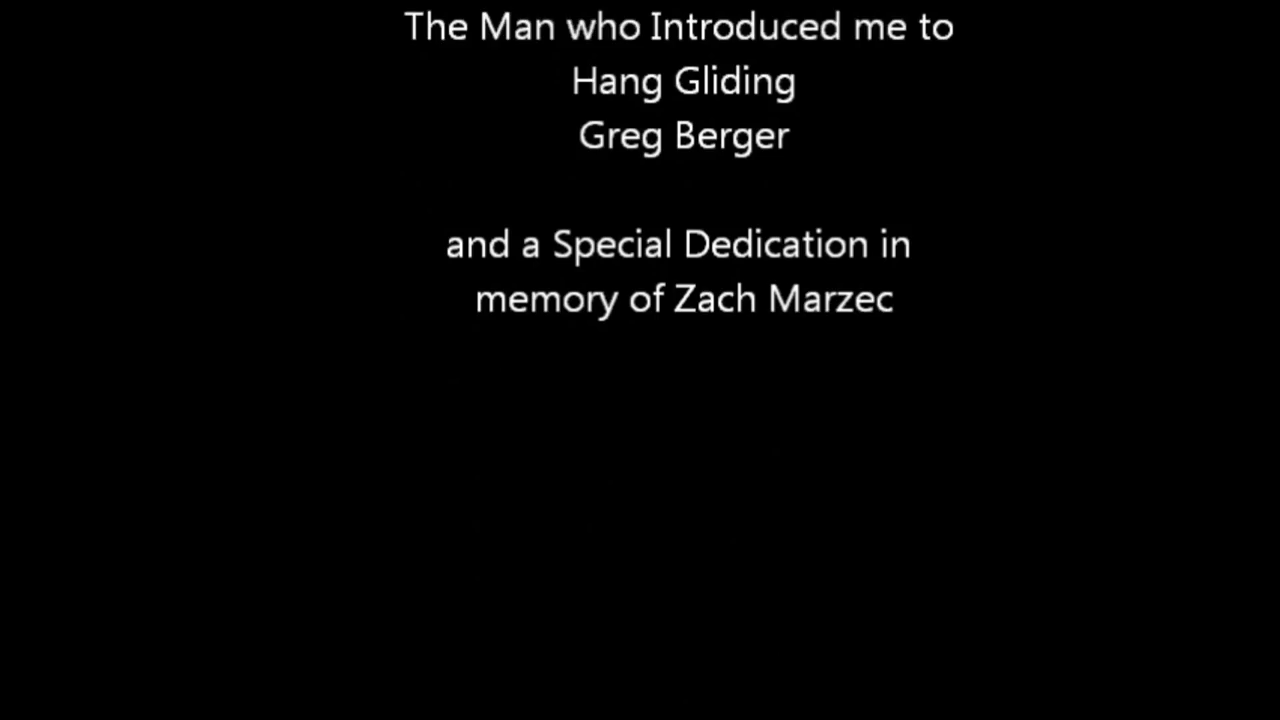 The Man who Introduced me to
Hang Gliding
Greg Berger
and a Special Dedication in
memory of Zach Marzec